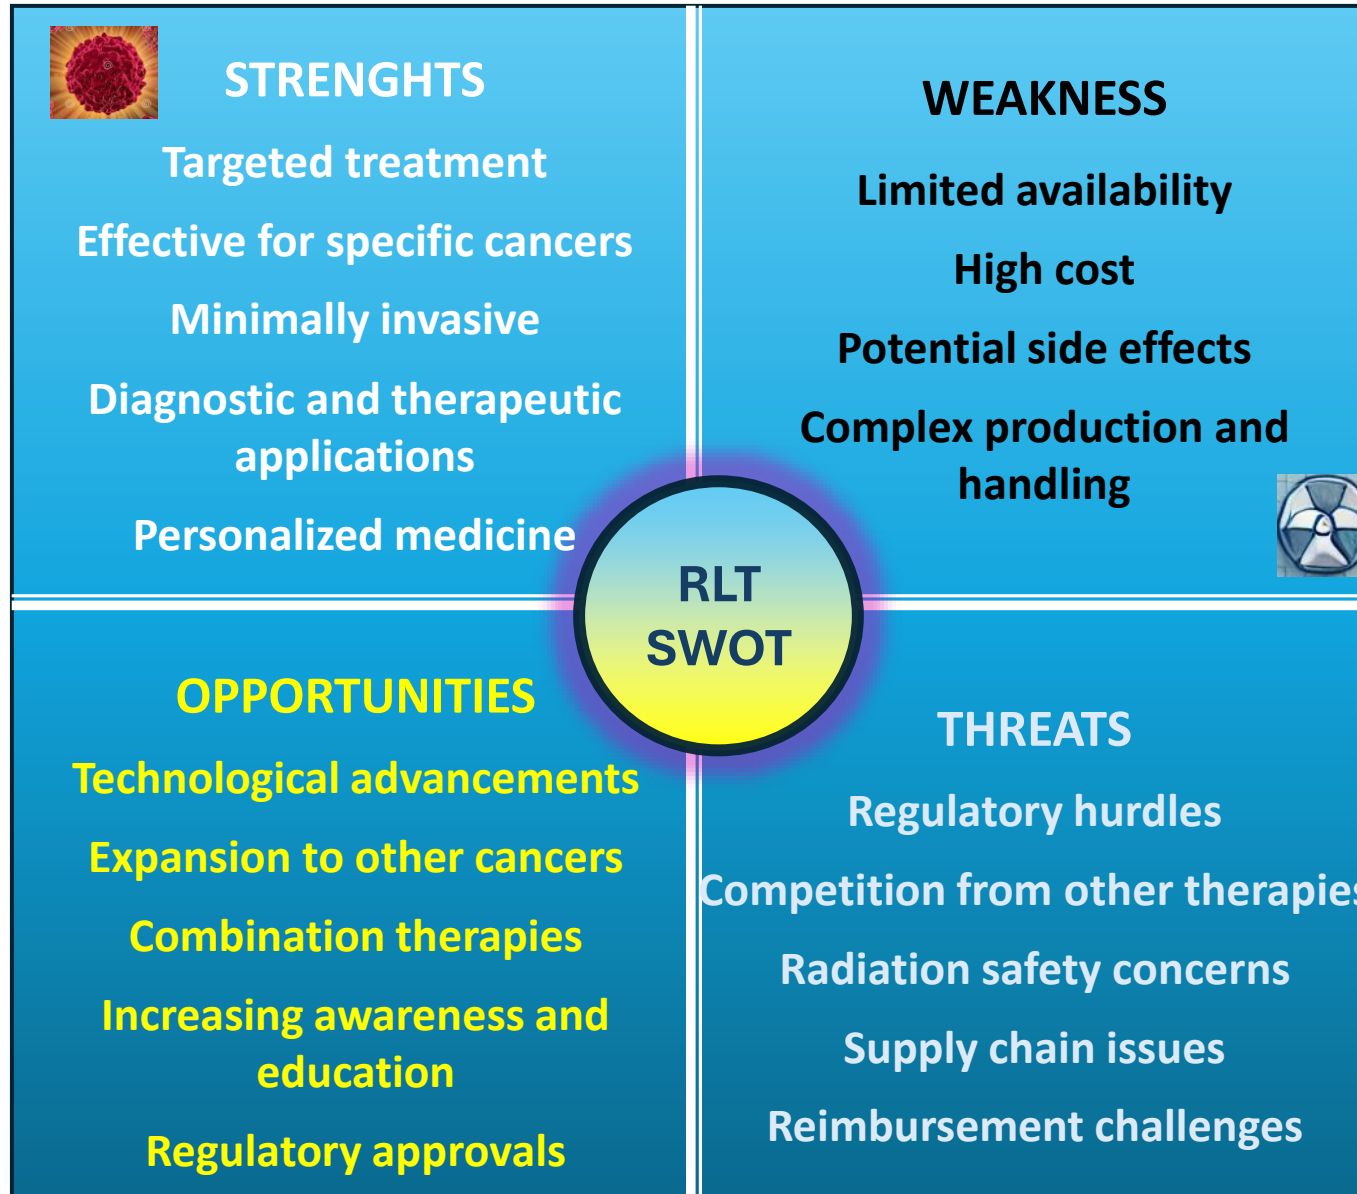 STRENGHTS
Targeted treatment
Effective for specific cancers
Minimally invasive
Diagnostic and therapeutic
applications
Personalized medicine
WEAKNESS
Limited availability
High cost
Potential side effects
Complex production and
handling
RLT
SWOT
OPPORTUNITIES
Technological advancements
Expansion to other cancers
Combination therapies
Increasing awareness and
education
Regulatory approvals
THREATS
Regulatory hurdles
Competition from other therapies
Radiation safety concerns
Supply chain issues
Reimbursement challenges